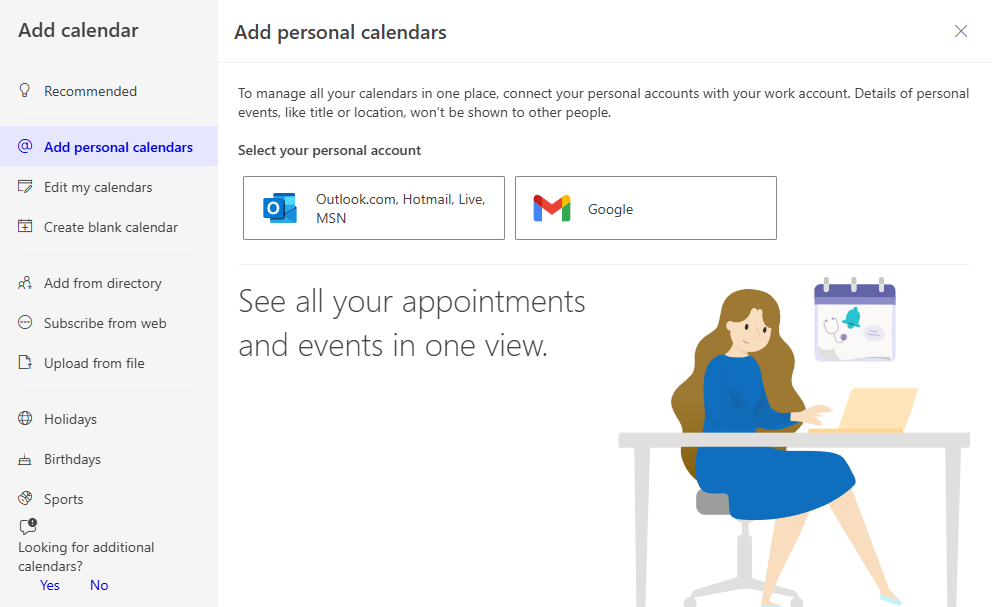 Add calendar
Recommended
Add personal calendars
Edit my calendars
Create blank calendar
Add from directory
Subscribe from web
Upload from file
Holidays
Birthdays
Sports
Looking for additional
calendars?
Yes No
Add personal calendars
To manage all your calendars in one place, connect your personal accounts with your work account. Details of personal
events, like title or location, won't be shown to other people.
Select your personal account
Outlook.com, Hotmail, Live,
MSN
Google
See all your appointments
and events in one view.